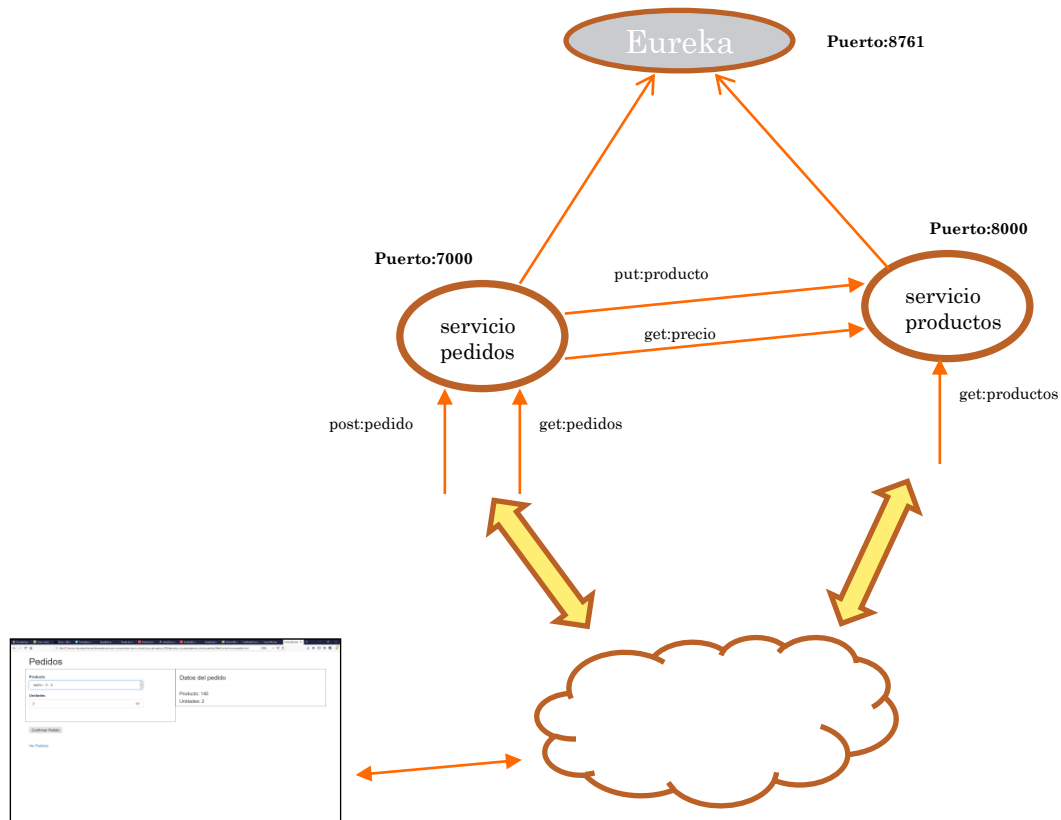 Eureka
Puerto:8761
Puerto:8000
Puerto:7000
put:producto
servicio
productos
servicio
pedidos
get:precio
get:productos
post:pedido
get:pedidos
Pedidos
Producto
Unidades
2
Datos del pedido
Producto: 140
Unidades: 2
Confirmar Pedido
Ver Pedidos